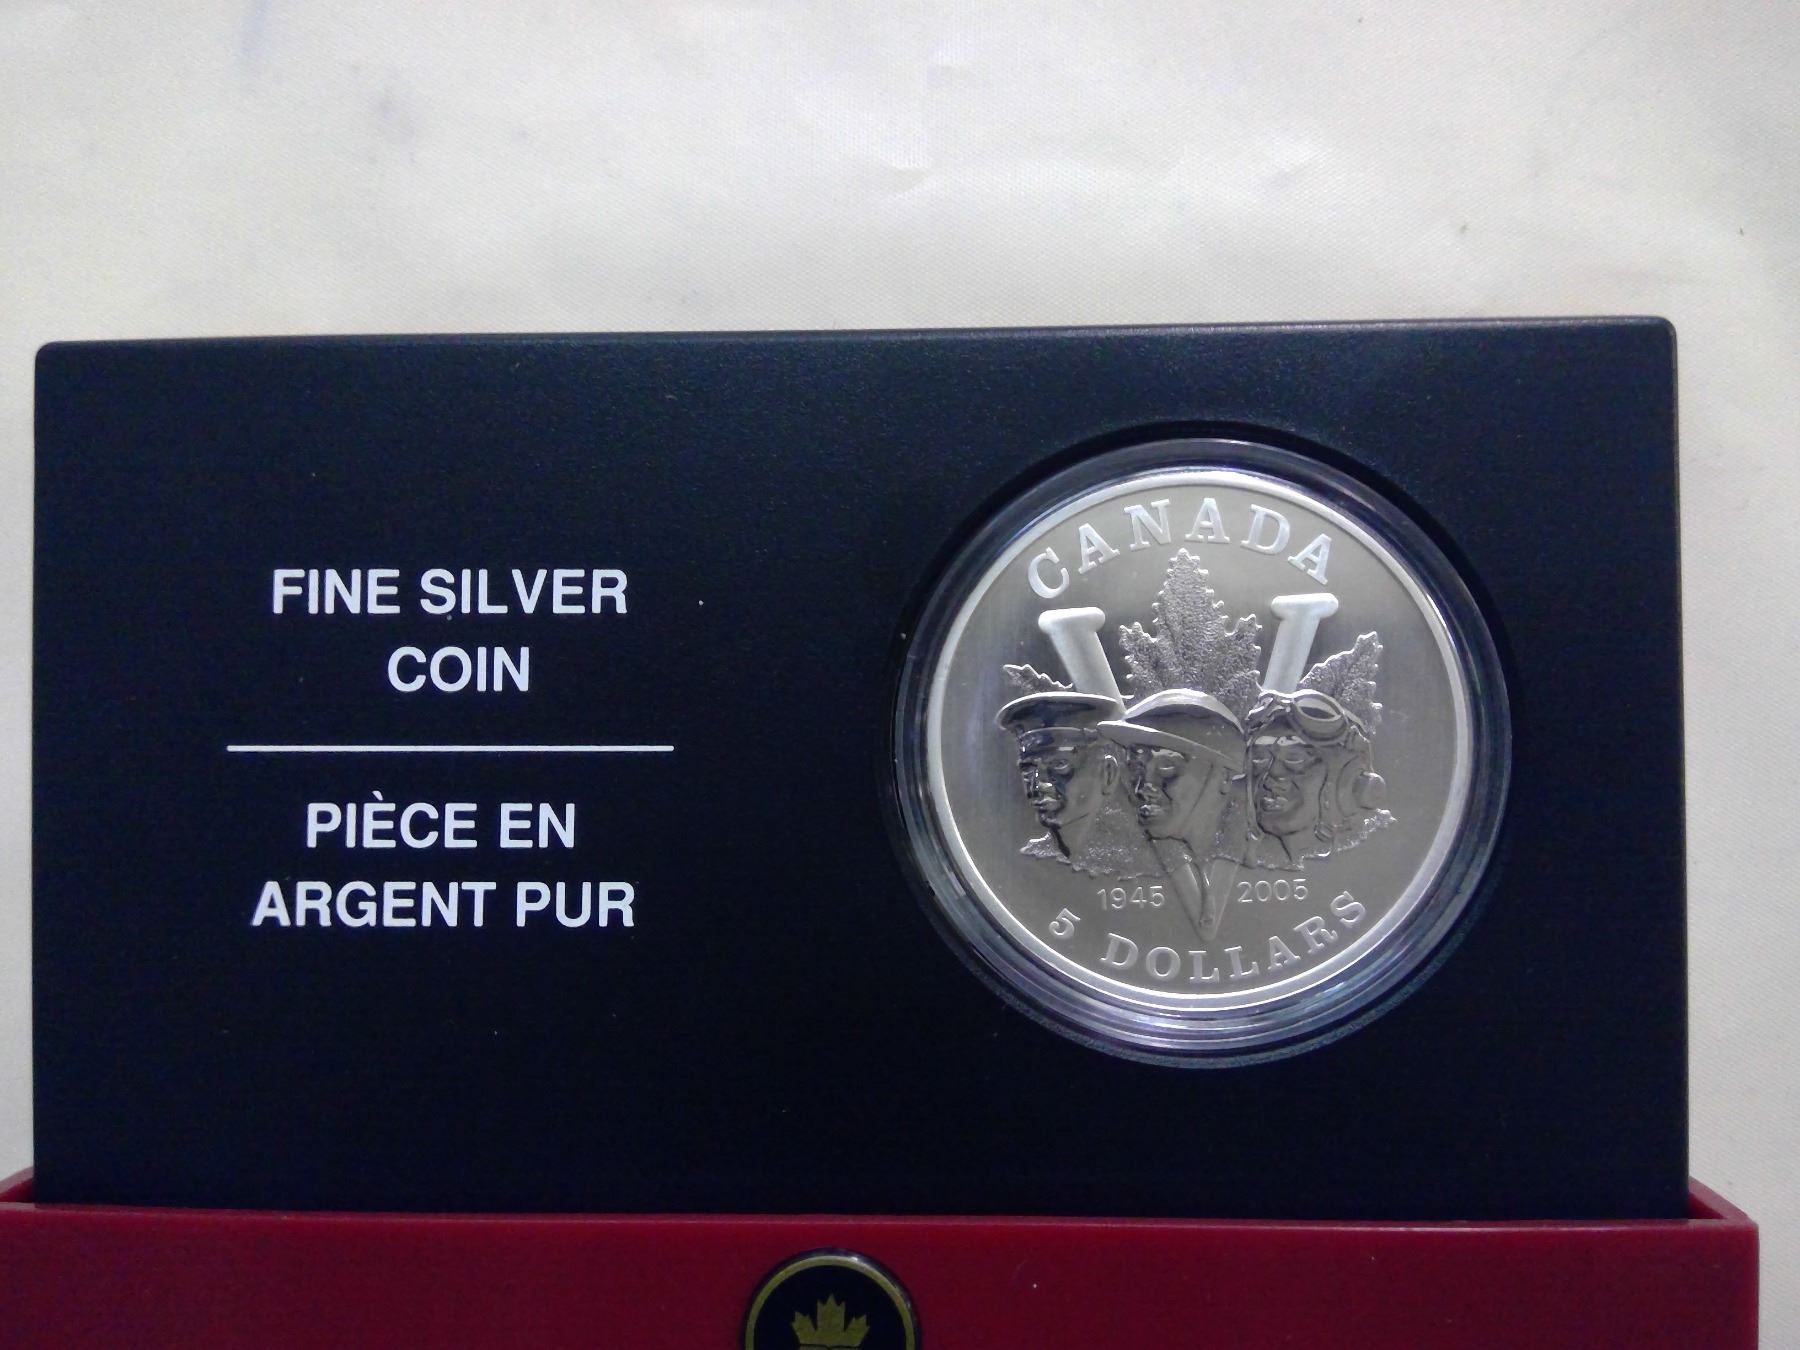 FINE SILVER
COIN
PIÈCE EN
ARGENT PUR
CANADA
V
1945 2005
5 DOLLARS